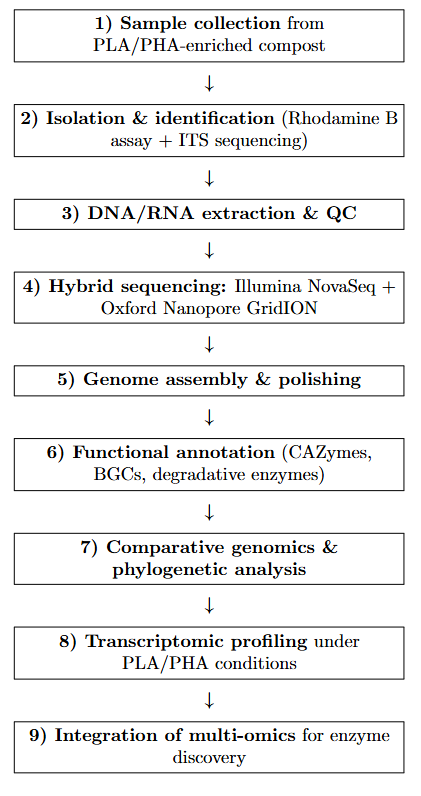 1) Sample collection from
PLA/PHA-enriched compost
↓
2) Isolation & identification (Rhodamine B
assay + ITS sequencing)
↓
3) DNA/RNA extraction & QC
↓
4) Hybrid sequencing: Illumina NovaSeq +
Oxford Nanopore GridION
↓
5) Genome assembly & polishing
↓
6) Functional annotation (CAZymes,
BGCs, degradative enzymes)
↓
7) Comparative genomics &
phylogenetic analysis
↓
8) Transcriptomic profiling under
PLA/PHA conditions
↓
9) Integration of multi-omics for enzyme
discovery